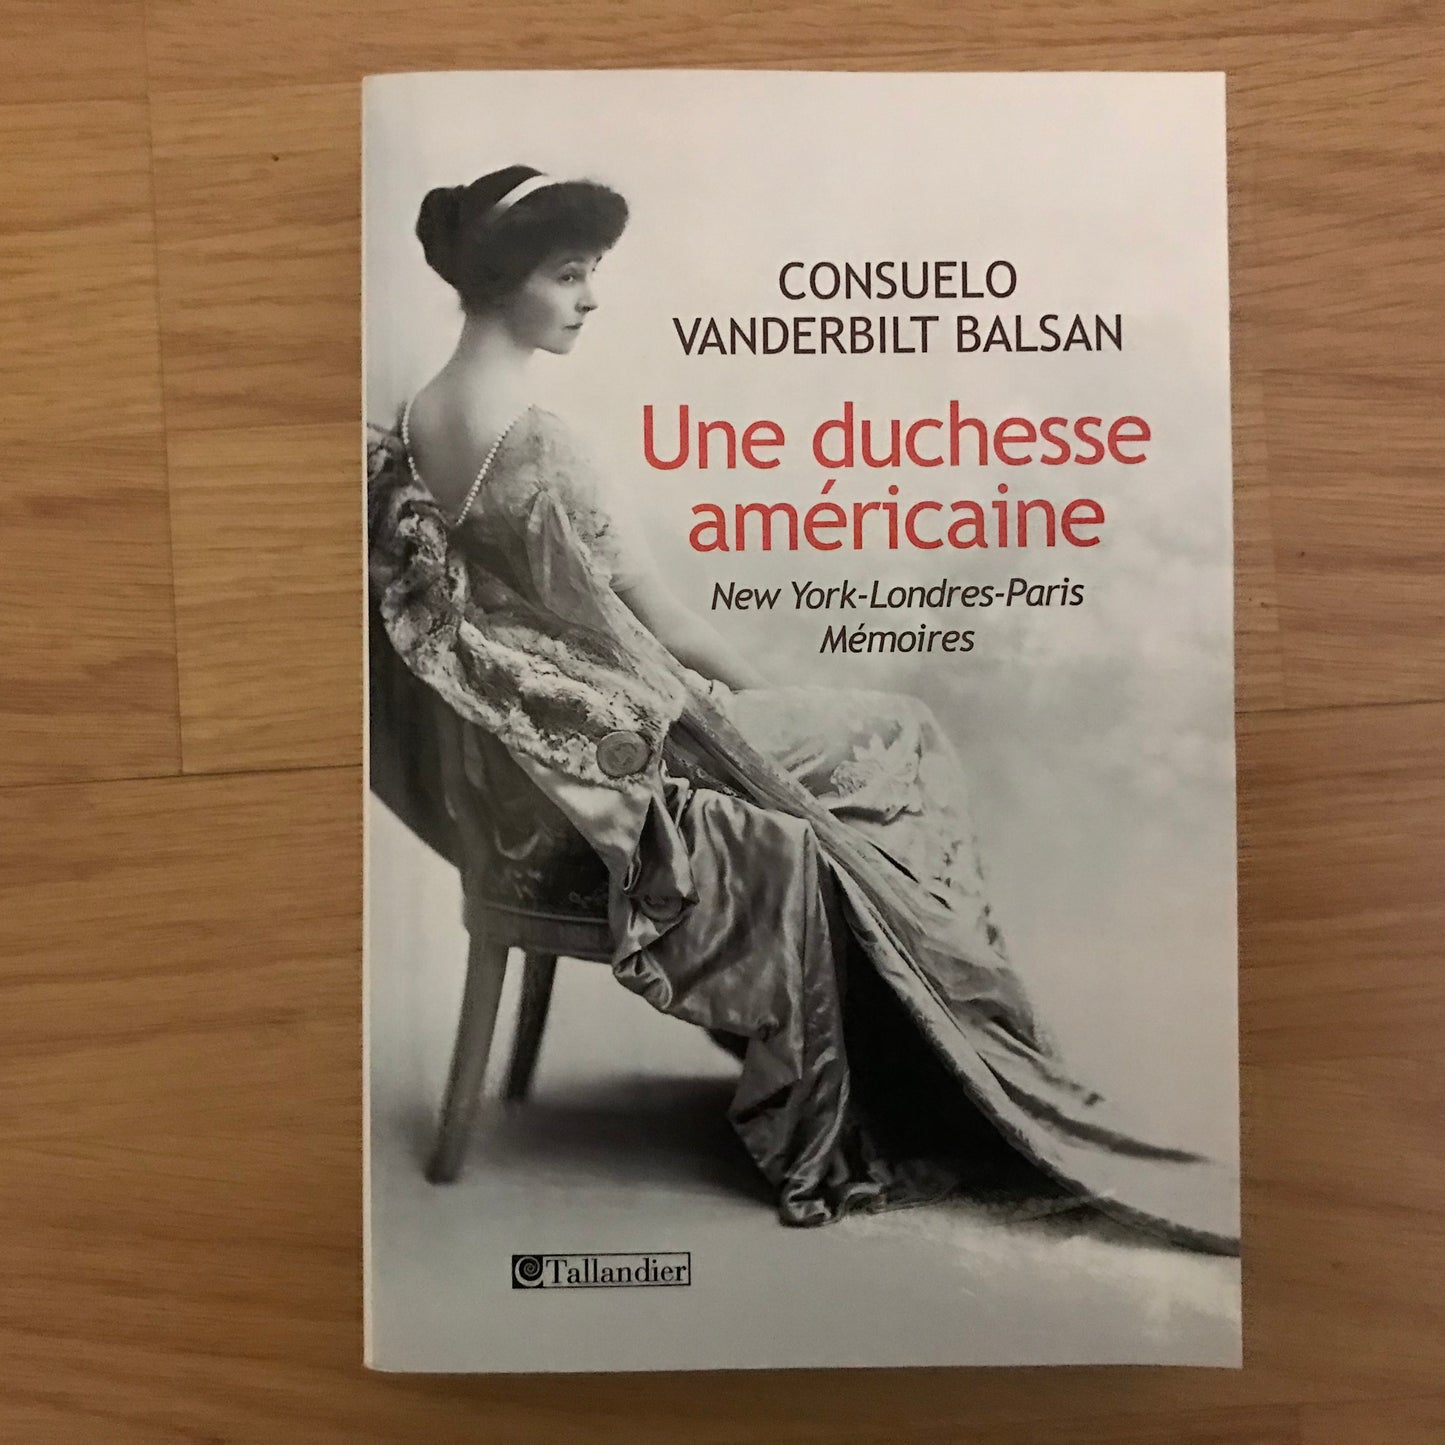 CONSUELO
VANDERBILT BALSAN
Une duchesse
américaine
New York-Londres-Paris
Mémoires
Tallandier